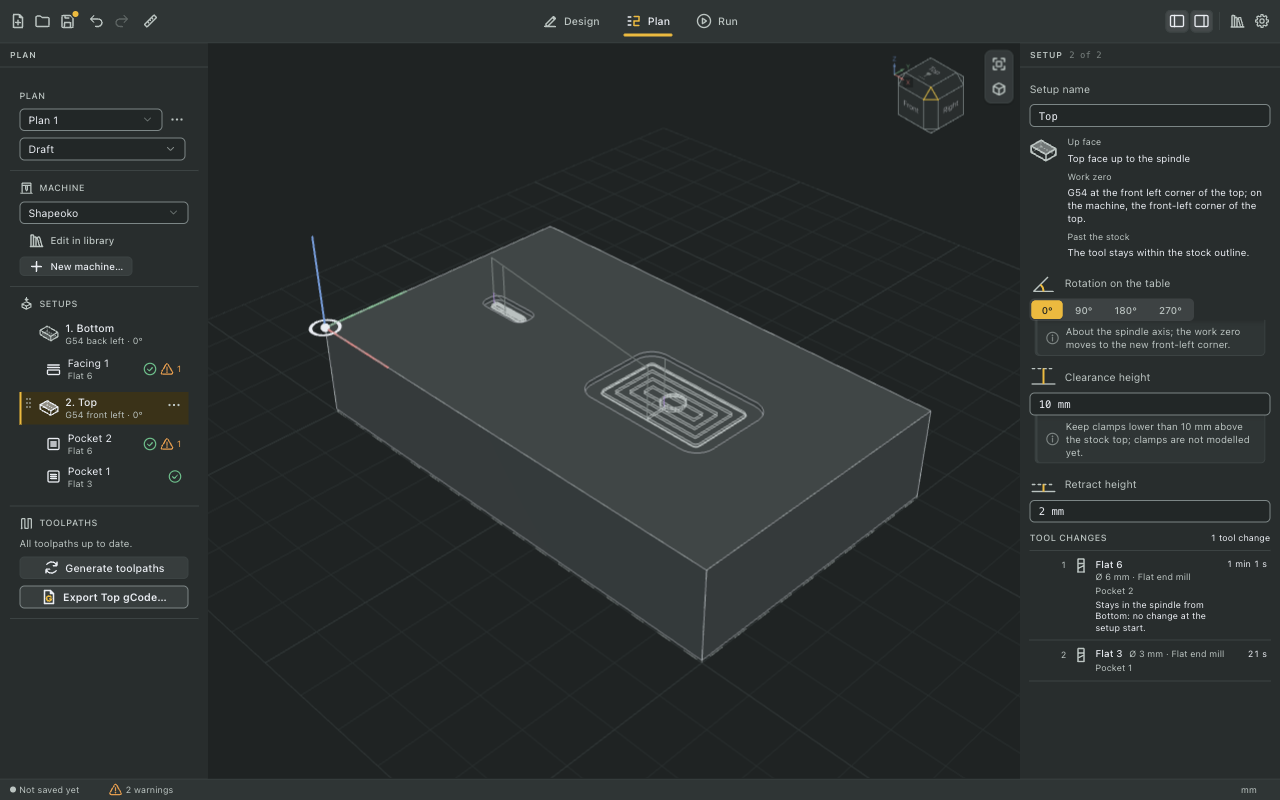 Design
Plan
Run
PLAN
PLAN
Plan 1
Draft
MACHINE
Shapeoko
Edit in library
New machine...
SETUPS
1. Bottom
G54 back left · 0°
Facing 1
Flat 6
1
2. Top
G54 front left · 0°
Pocket 2
Flat 6
1
Pocket 1
Flat 3
TOOLPATHS
All toolpaths up to date.
Generate toolpaths
Export Top gCode...
Top
Front
Right
SETUP 2 of 2
Setup name
Top
Up face
Top face up to the spindle
Work zero
G54 at the front left corner of the top; on
the machine, the front-left corner of the
top.
Past the stock
The tool stays within the stock outline.
Rotation on the table
0° 90° 180° 270°
About the spindle axis; the work zero
moves to the new front-left corner.
Clearance height
10 mm
Keep clamps lower than 10 mm above
the stock top; clamps are not modelled
yet.
Retract height
2 mm
TOOL CHANGES 1 tool change
1 Flat 6 1 min 1 s
Ø 6 mm · Flat end mill
Pocket 2
Stays in the spindle from
Bottom: no change at the
setup start.
2 Flat 3 Ø 3 mm · Flat end mill 21 s
Pocket 1
Not saved yet
2 warnings
mm